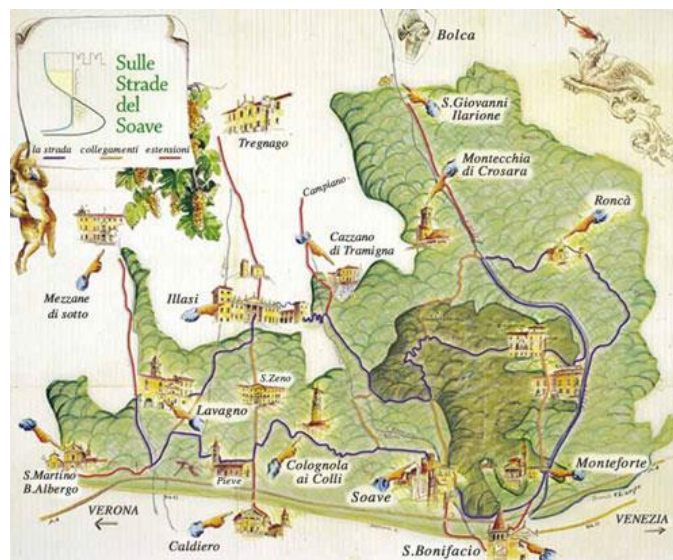 Sulle
Strade
del
Soave
la strada
collegamenti
estensioni
Bolca
S.Giovanni
Ilarione
Tregnago
Montecchia
di Crosara
Campiano
Roncà
Cazzano
di Tramigna
Mezzane
di sotto
Illasi
S.Zeno
Lavagno
S.Martino
B.Albergo
Pieve
Colognola
ai Colli
Soave
Monteforte
VERONA
VENEZIA
Caldiero
S.Bonifacio